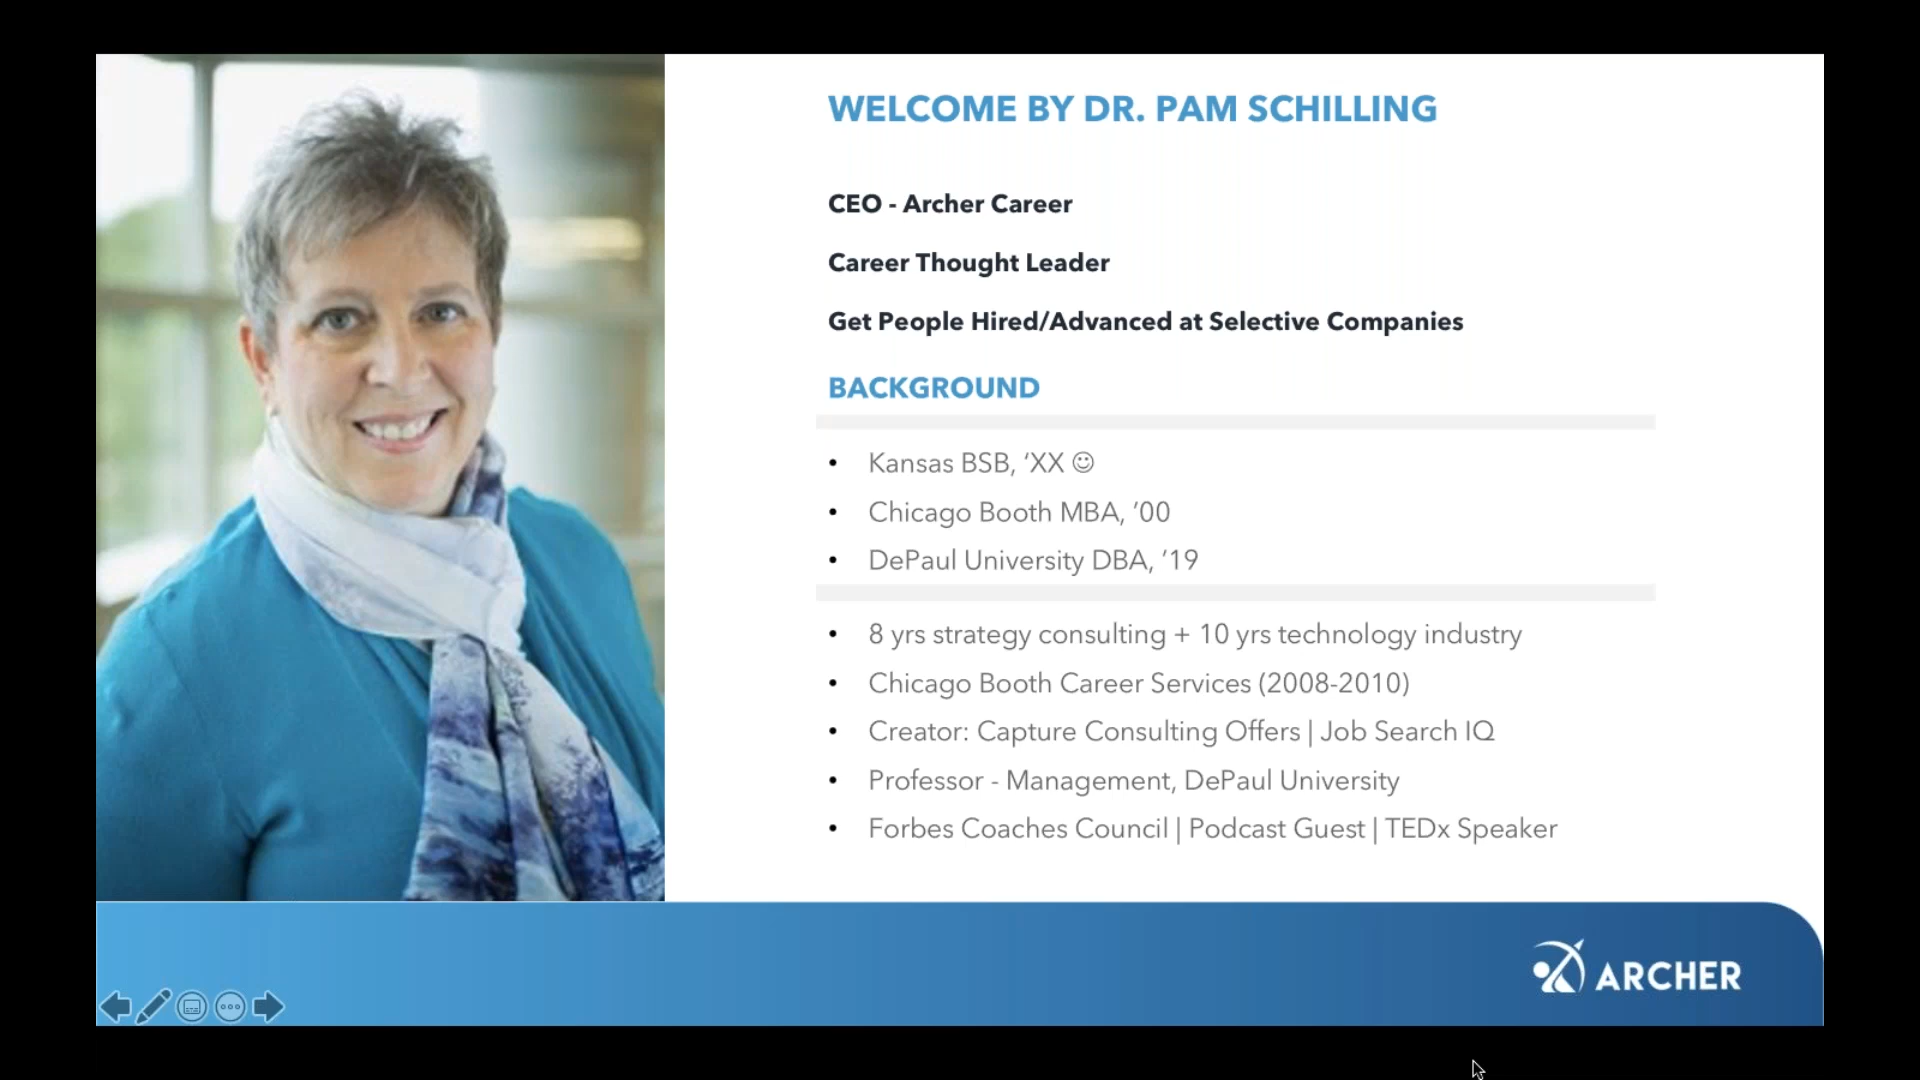 WELCOME BY DR. PAM SCHILLING
CEO - Archer Career
Career Thought Leader
Get People Hired/Advanced at Selective Companies
BACKGROUND
• Kansas BSB, ‘XX ☺
• Chicago Booth MBA, ’00
• DePaul University DBA, ’19
• 8 yrs strategy consulting + 10 yrs technology industry
• Chicago Booth Career Services (2008-2010)
• Creator: Capture Consulting Offers | Job Search IQ
• Professor - Management, DePaul University
• Forbes Coaches Council | Podcast Guest | TEDx Speaker
ARCHER